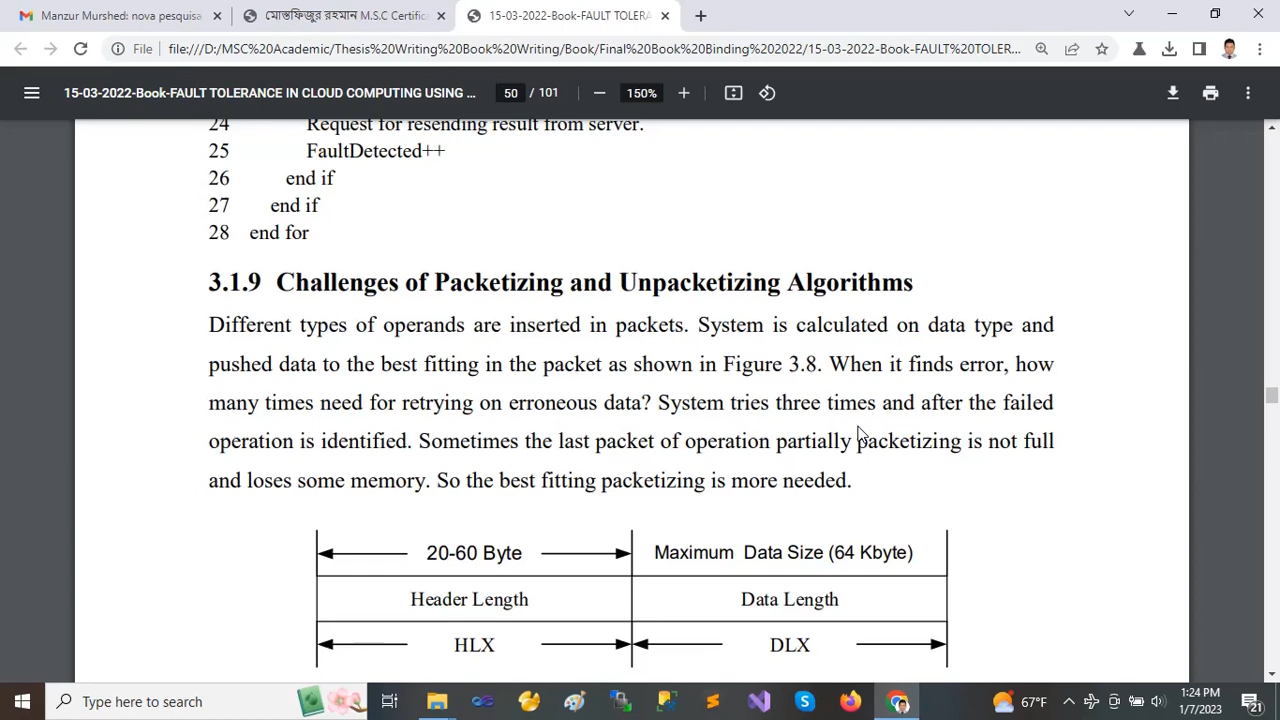 Manzur Murshed: nova pesquisa
মোস্তফিজুর রহমান M.S.C Certific
15-03-2022-Book-FAULT TOLERA
File
file:///D:/MSC%20Academic/Thesis%20Writing%20Book%20Writing/Book/Final%20Book%20Binding%202022/15-03-2022-Book-FAULT%20TOLER...
15-03-2022-Book-FAULT TOLERANCE IN CLOUD COMPUTING USING ...
50 / 101
150%
24 Request for resending result from server.
25 FaultDetected++
26 end if
27 end if
28 end for
3.1.9 Challenges of Packetizing and Unpacketizing Algorithms
Different types of operands are inserted in packets. System is calculated on data type and
pushed data to the best fitting in the packet as shown in Figure 3.8. When it finds error, how
many times need for retrying on erroneous data? System tries three times and after the failed
operation is identified. Sometimes the last packet of operation partially packetizing is not full
and loses some memory. So the best fitting packetizing is more needed.
20-60 Byte Maximum Data Size (64 Kbyte)
Header Length Data Length
HLX DLX
Type here to search
67°F
1:24 PM
1/7/2023
21